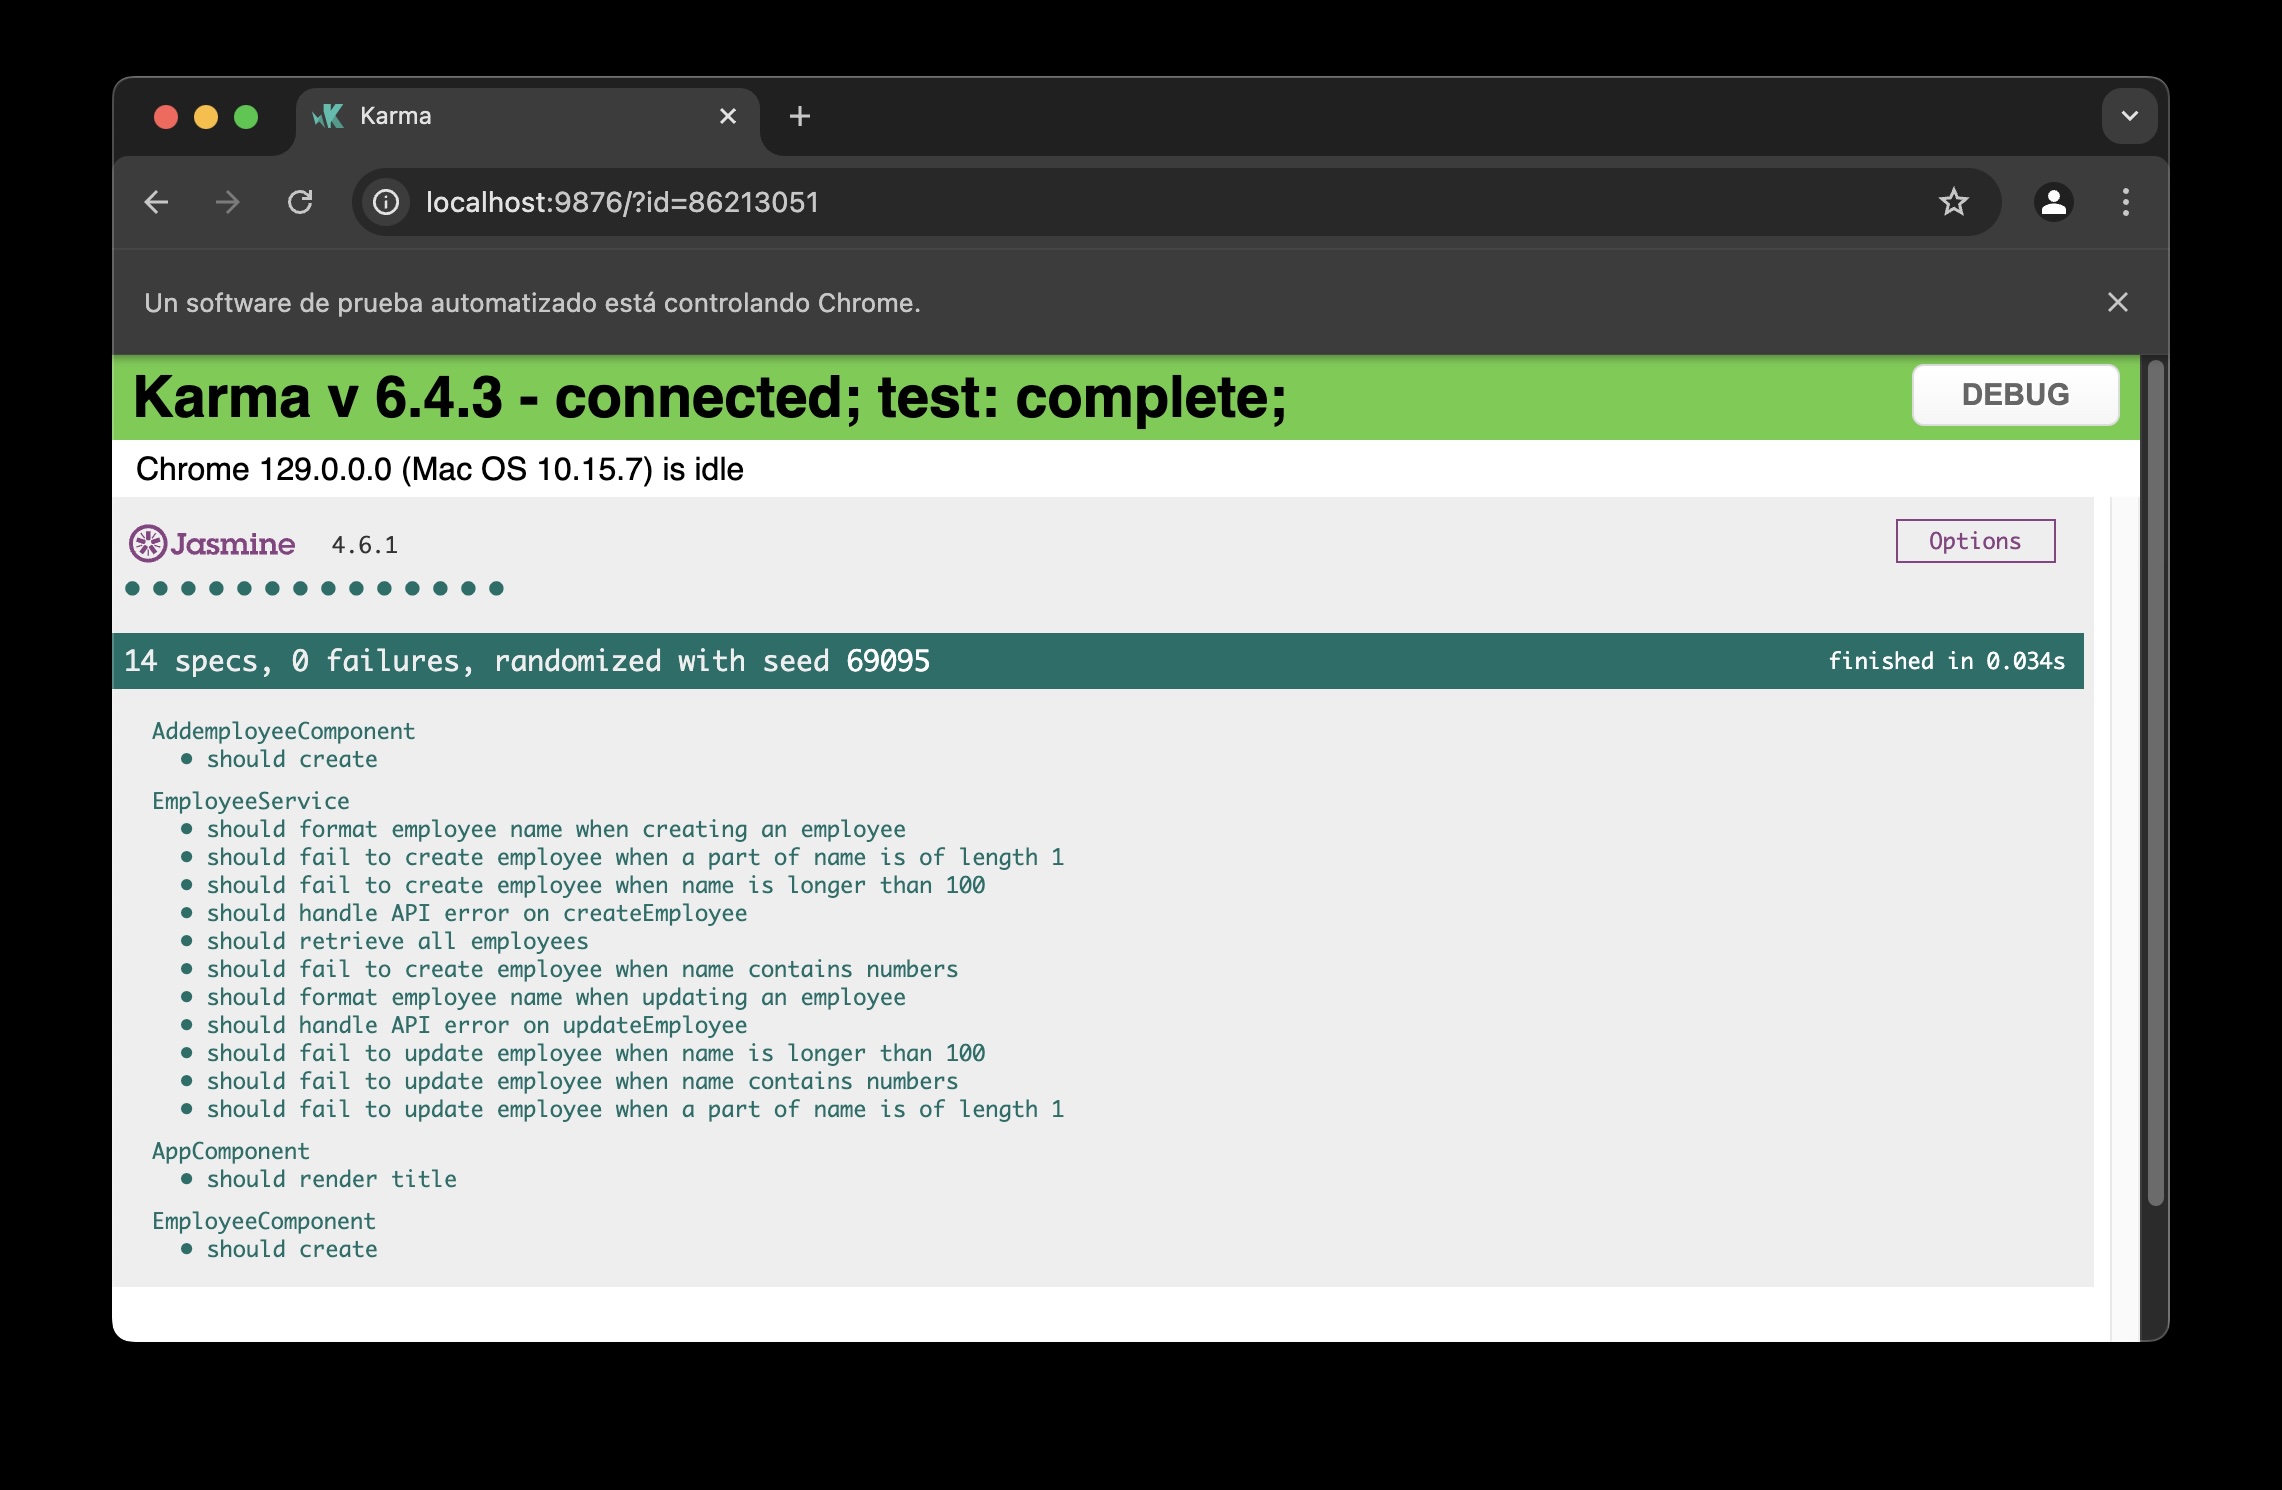 Karma
localhost:9876/?id=86213051
Un software de prueba automatizado está controlando Chrome.
Karma v 6.4.3 - connected; test: complete;
DEBUG
Chrome 129.0.0.0 (Mac OS 10.15.7) is idle
Jasmine 4.6.1
Options
14 specs, 0 failures, randomized with seed 69095
finished in 0.034s
AddemployeeComponent
• should create
EmployeeService
• should format employee name when creating an employee
• should fail to create employee when a part of name is of length 1
• should fail to create employee when name is longer than 100
• should handle API error on createEmployee
• should retrieve all employees
• should fail to create employee when name contains numbers
• should format employee name when updating an employee
• should handle API error on updateEmployee
• should fail to update employee when name is longer than 100
• should fail to update employee when name contains numbers
• should fail to update employee when a part of name is of length 1
AppComponent
• should render title
EmployeeComponent
• should create